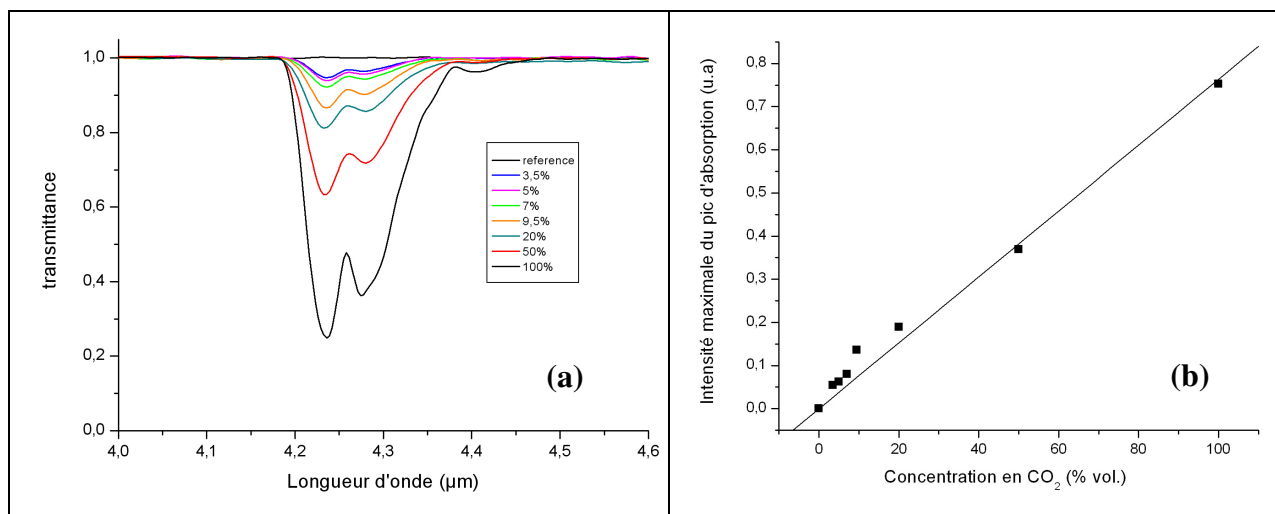 1,0
0,8
0,6
0,4
0,2
0,0
transmittance
4,0 4,1 4,2 4,3 4,4 4,5 4,6
Longueur d'onde (µm)
reference
3,5%
5%
7%
9,5%
20%
50%
100%
(a)
0,8
0,7
0,6
0,5
0,4
0,3
0,2
0,1
0,0
Intensité maximale du pic d'absorption (u.a)
0 20 40 60 80 100
Concentration en CO₂ (% vol.)
(b)